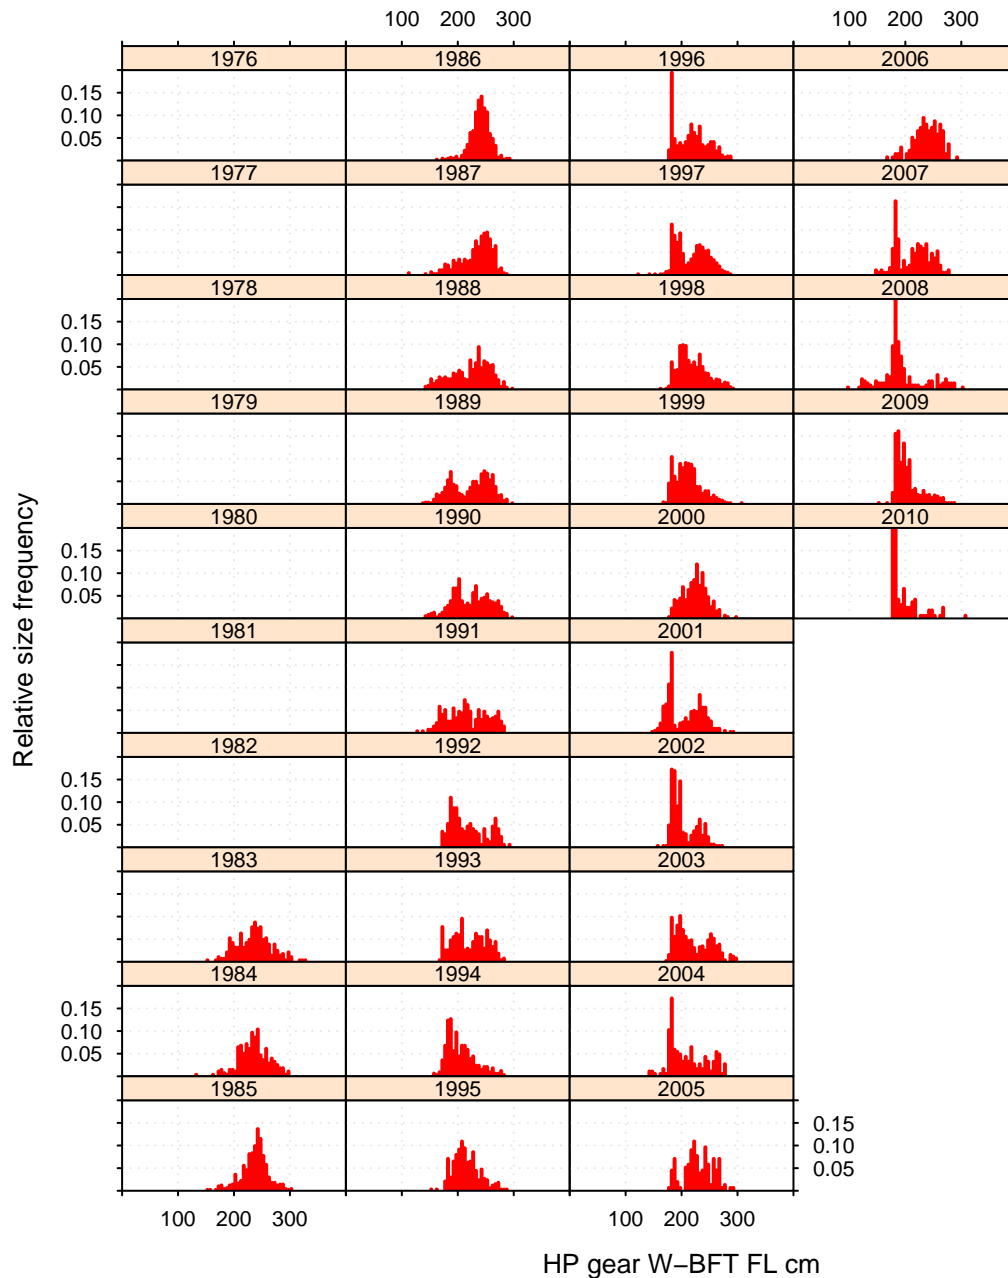 100 200 300 100 200 300
1976 1986 1996 2006
0.15
0.10
0.05
1977 1987 1997 2007
1978 1988 1998 2008
0.15
0.10
0.05
1979 1989 1999 2009
1980 1990 2000 2010
0.15
0.10
0.05
1981 1991 2001
1982 1992 2002
0.15
0.10
0.05
1983 1993 2003
1984 1994 2004
0.15
0.10
0.05
1985 1995 2005
0.15
0.10
0.05
100 200 300 100 200 300
Relative size frequency
HP gear W–BFT FL cm